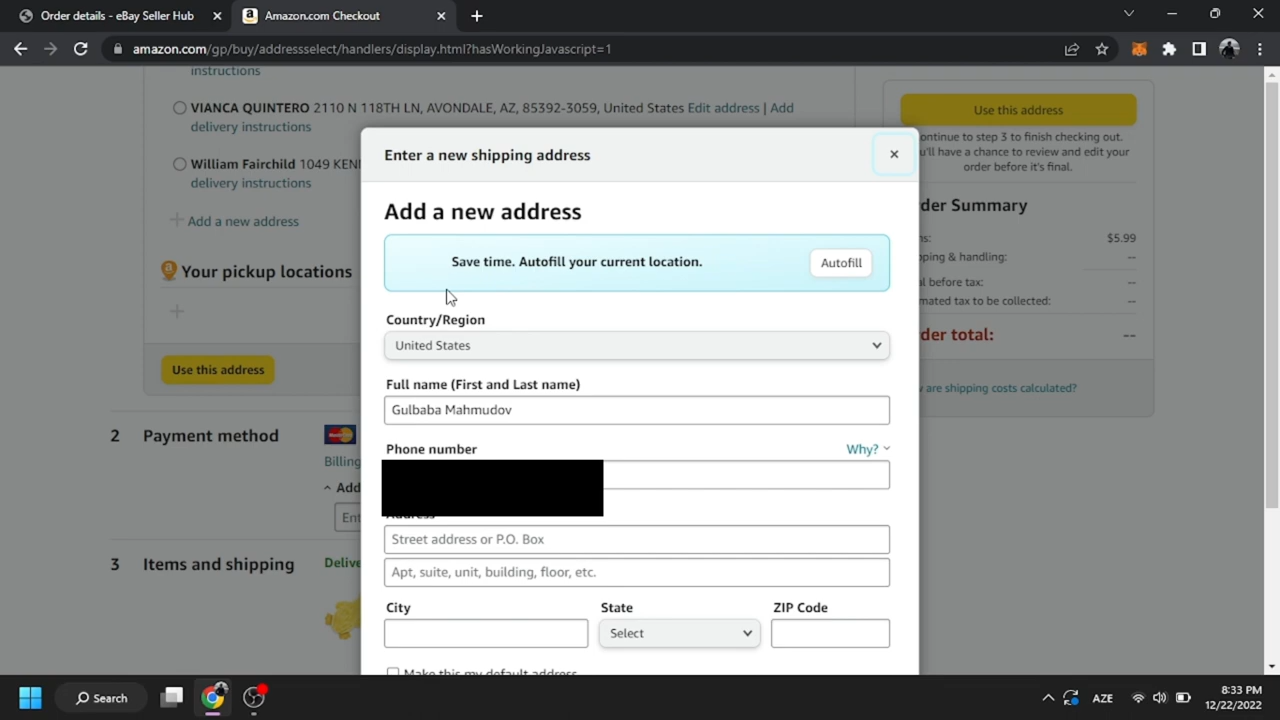 Order details - eBay Seller Hub
Amazon.com Checkout
amazon.com/gp/buy/addressselect/handlers/display.html?hasWorkingJavascript=1
instructions
VIANCA QUINTERO 2110 N 118TH LN, AVONDALE, AZ, 85392-3059, United States Edit address | Add
delivery instructions
William Fairchild 1049
delivery instructions
Add a new address
Your pickup locations
Use this address
2 Payment method
Billing
Add
3 Items and shipping
Enter a new shipping address
Add a new address
Save time. Autofill your current location.
Autofill
Country/Region
United States
Full name (First and Last name)
Gulbaba Mahmudov
Phone number
Why?
Address
Street address or P.O. Box
Apt, suite, unit, building, floor, etc.
City
State
ZIP Code
Select
Make this my default address
Use this address
continue to step 3 to finish checking out.
have a chance to review and edit your
order before it's final.
Summary
$5.99
& handling:
before tax:
tax to be collected:
total:
--
--
--
--
are shipping costs calculated?
Search
AZE
8:33 PM
12/22/2022